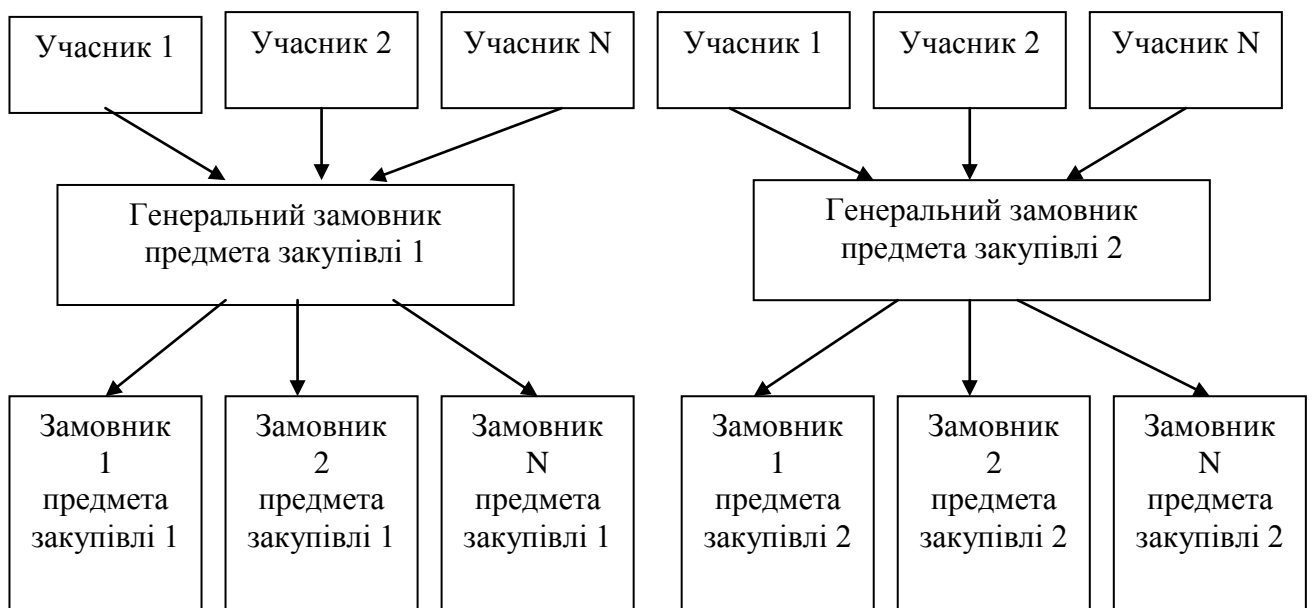 Учасник 1
Учасник 2
Учасник N
Учасник 1
Учасник 2
Учасник N
Генеральний замовник
предмета закупівлі 1
Генеральний замовник
предмета закупівлі 2
Замовник
1
предмета
закупівлі 1
Замовник
2
предмета
закупівлі 1
Замовник
N
предмета
закупівлі 1
Замовник
1
предмета
закупівлі 2
Замовник
2
предмета
закупівлі 2
Замовник
N
предмета
закупівлі 2